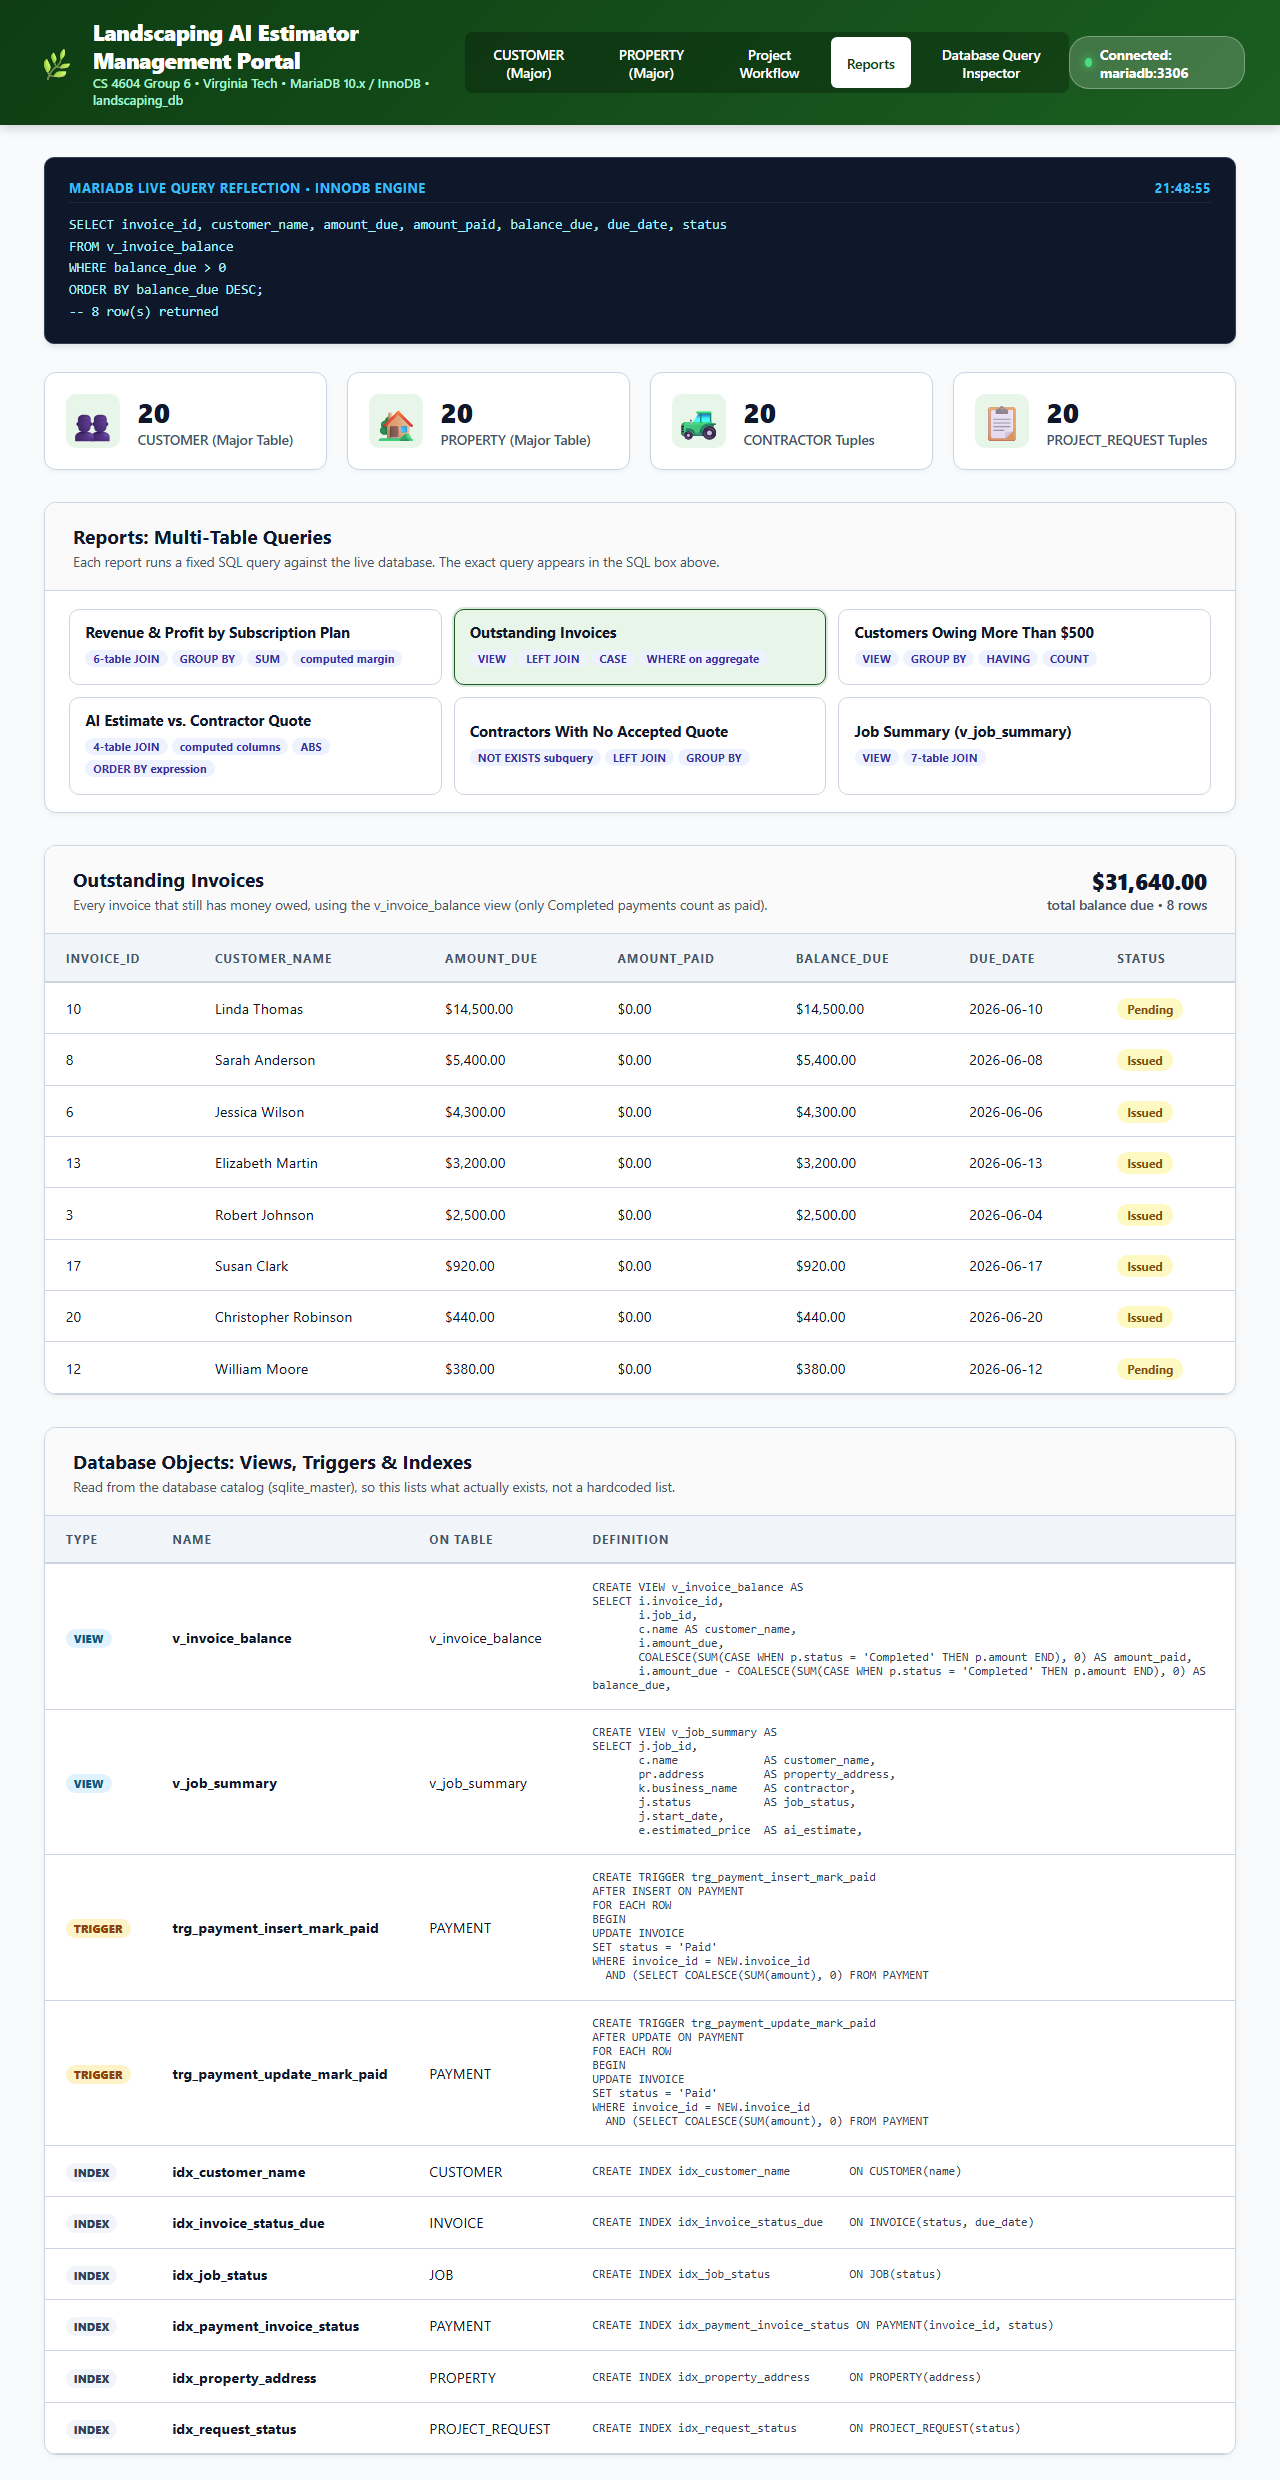 Landscaping AI Estimator
Management Portal
CS 4604 Group 6 • Virginia Tech • MariaDB 10.x / InnoDB •
landscaping_db
CUSTOMER
(Major)
PROPERTY
(Major)
Project
Workflow
Reports
Database Query
Inspector
Connected:
mariadb:3306
MARIADB LIVE QUERY REFLECTION • INNODB ENGINE
21:48:55
SELECT invoice_id, customer_name, amount_due, amount_paid, balance_due, due_date, status
FROM v_invoice_balance
WHERE balance_due > 0
ORDER BY balance_due DESC;
-- 8 row(s) returned
20
CUSTOMER (Major Table)
20
PROPERTY (Major Table)
20
CONTRACTOR Tuples
20
PROJECT_REQUEST Tuples
Reports: Multi-Table Queries
Each report runs a fixed SQL query against the live database. The exact query appears in the SQL box above.
Revenue & Profit by Subscription Plan
6-table JOIN GROUP BY SUM computed margin
Outstanding Invoices
VIEW LEFT JOIN CASE WHERE on aggregate
Customers Owing More Than $500
VIEW GROUP BY HAVING COUNT
AI Estimate vs. Contractor Quote
4-table JOIN computed columns ABS
ORDER BY expression
Contractors With No Accepted Quote
NOT EXISTS subquery LEFT JOIN GROUP BY
Job Summary (v_job_summary)
VIEW 7-table JOIN
Outstanding Invoices
Every invoice that still has money owed, using the v_invoice_balance view (only Completed payments count as paid).
$31,640.00
total balance due • 8 rows
INVOICE_ID CUSTOMER_NAME AMOUNT_DUE AMOUNT_PAID BALANCE_DUE DUE_DATE STATUS
10 Linda Thomas $14,500.00 $0.00 $14,500.00 2026-06-10 Pending
8 Sarah Anderson $5,400.00 $0.00 $5,400.00 2026-06-08 Issued
6 Jessica Wilson $4,300.00 $0.00 $4,300.00 2026-06-06 Issued
13 Elizabeth Martin $3,200.00 $0.00 $3,200.00 2026-06-13 Issued
3 Robert Johnson $2,500.00 $0.00 $2,500.00 2026-06-04 Issued
17 Susan Clark $920.00 $0.00 $920.00 2026-06-17 Issued
20 Christopher Robinson $440.00 $0.00 $440.00 2026-06-20 Issued
12 William Moore $380.00 $0.00 $380.00 2026-06-12 Pending
Database Objects: Views, Triggers & Indexes
Read from the database catalog (sqlite_master), so this lists what actually exists, not a hardcoded list.
TYPE NAME ON TABLE DEFINITION
VIEW v_invoice_balance v_invoice_balance
CREATE VIEW v_invoice_balance AS
SELECT i.invoice_id,
i.job_id,
c.name AS customer_name,
i.amount_due,
COALESCE(SUM(CASE WHEN p.status = 'Completed' THEN p.amount END), 0) AS amount_paid,
i.amount_due - COALESCE(SUM(CASE WHEN p.status = 'Completed' THEN p.amount END), 0) AS
balance_due,
VIEW v_job_summary v_job_summary
CREATE VIEW v_job_summary AS
SELECT j.job_id,
c.name AS customer_name,
pr.address AS property_address,
k.business_name AS contractor,
j.status AS job_status,
j.start_date,
e.estimated_price AS ai_estimate,
TRIGGER trg_payment_insert_mark_paid PAYMENT
CREATE TRIGGER trg_payment_insert_mark_paid
AFTER INSERT ON PAYMENT
FOR EACH ROW
BEGIN
UPDATE INVOICE
SET status = 'Paid'
WHERE invoice_id = NEW.invoice_id
AND (SELECT COALESCE(SUM(amount), 0) FROM PAYMENT
TRIGGER trg_payment_update_mark_paid PAYMENT
CREATE TRIGGER trg_payment_update_mark_paid
AFTER UPDATE ON PAYMENT
FOR EACH ROW
BEGIN
UPDATE INVOICE
SET status = 'Paid'
WHERE invoice_id = NEW.invoice_id
AND (SELECT COALESCE(SUM(amount), 0) FROM PAYMENT
INDEX idx_customer_name CUSTOMER CREATE INDEX idx_customer_name ON CUSTOMER(name)
INDEX idx_invoice_status_due INVOICE CREATE INDEX idx_invoice_status_due ON INVOICE(status, due_date)
INDEX idx_job_status JOB CREATE INDEX idx_job_status ON JOB(status)
INDEX idx_payment_invoice_status PAYMENT CREATE INDEX idx_payment_invoice_status ON PAYMENT(invoice_id, status)
INDEX idx_property_address PROPERTY CREATE INDEX idx_property_address ON PROPERTY(address)
INDEX idx_request_status PROJECT_REQUEST CREATE INDEX idx_request_status ON PROJECT_REQUEST(status)